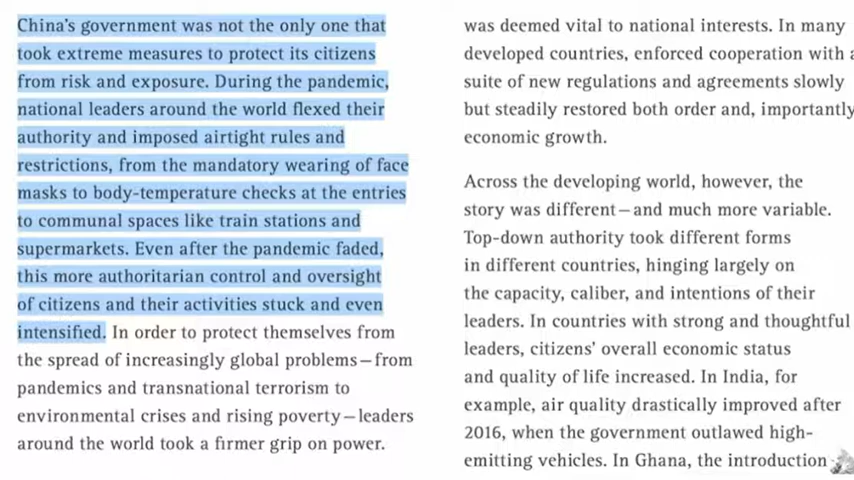 China's government was not the only one that
took extreme measures to protect its citizens
from risk and exposure. During the pandemic,
national leaders around the world flexed their
authority and imposed airtight rules and
restrictions, from the mandatory wearing of face
masks to body-temperature checks at the entries
to communal spaces like train stations and
supermarkets. Even after the pandemic faded,
this more authoritarian control and oversight
of citizens and their activities stuck and even
intensified. In order to protect themselves from
the spread of increasingly global problems—from
pandemics and transnational terrorism to
environmental crises and rising poverty—leaders
around the world took a firmer grip on power.
was deemed vital to national interests. In many
developed countries, enforced cooperation with a
suite of new regulations and agreements slowly
but steadily restored both order and, importantly
economic growth.
Across the developing world, however, the
story was different—and much more variable.
Top-down authority took different forms
in different countries, hinging largely on
the capacity, caliber, and intentions of their
leaders. In countries with strong and thoughtful
leaders, citizens' overall economic status
and quality of life increased. In India, for
example, air quality drastically improved after
2016, when the government outlawed high-
emitting vehicles. In Ghana, the introduction